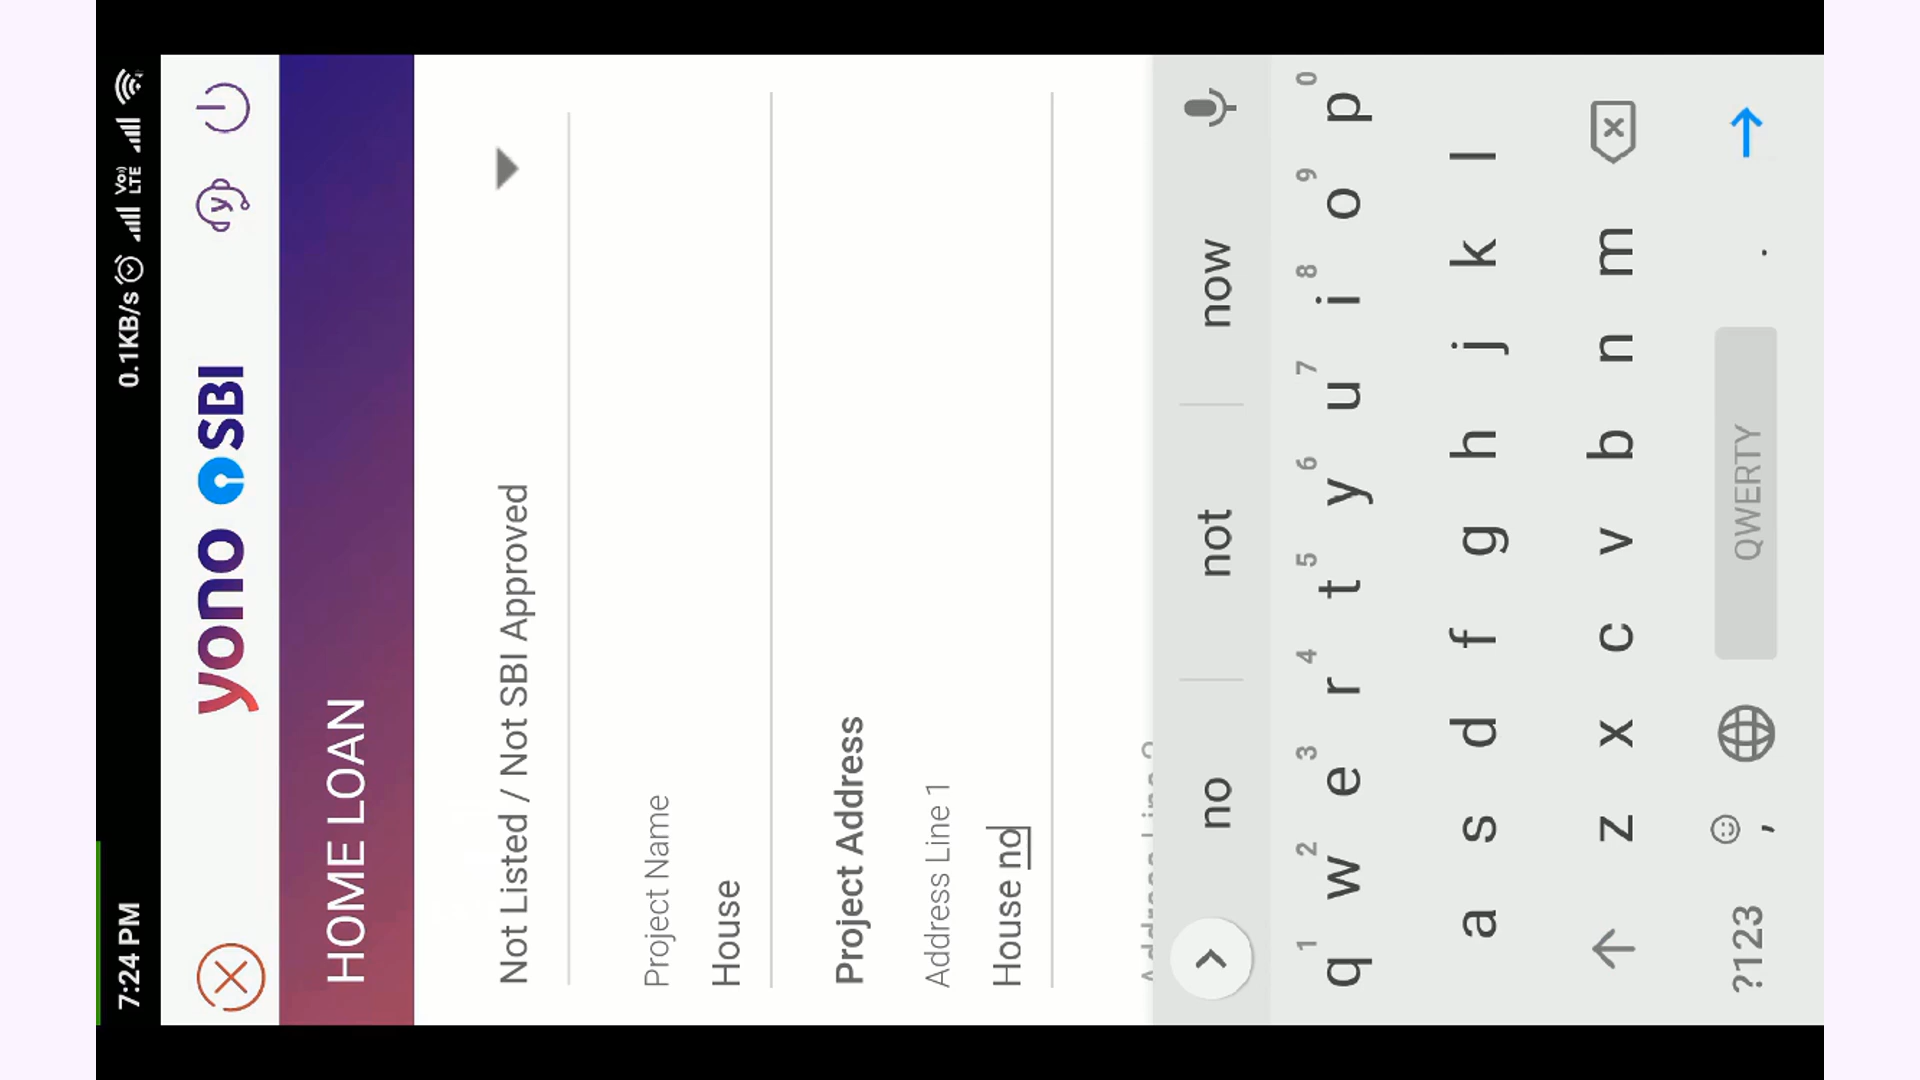 7:24 PM 0.1KB/s Vo)) LTE
yono SBI
HOME LOAN
Not Listed / Not SBI Approved
Project Name
House
Project Address
Address Line 1
House no
no not now
1 2 3 4 5 6 7 8 9 0
q w e r t y u i o p
a s d f g h j k l
z x c v b n m
?123 , QWERTY .